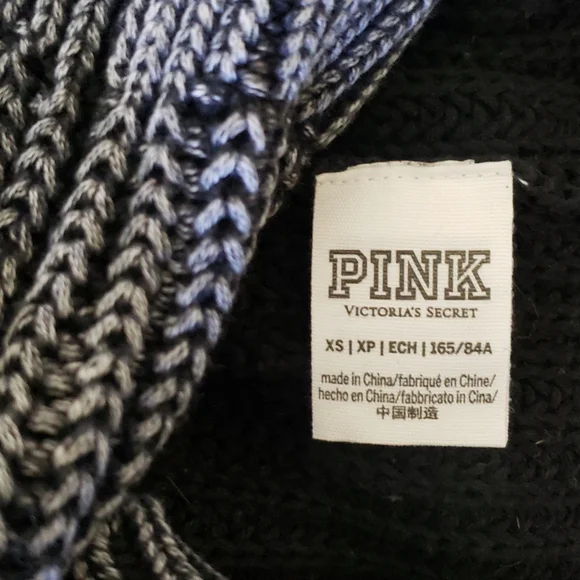 PINK
VICTORIA'S SECRET
XS | XP | ECH | 165/84A
made in China/fabriqué en Chine/
hecho en China/fabbricato in Cina/
中国制造